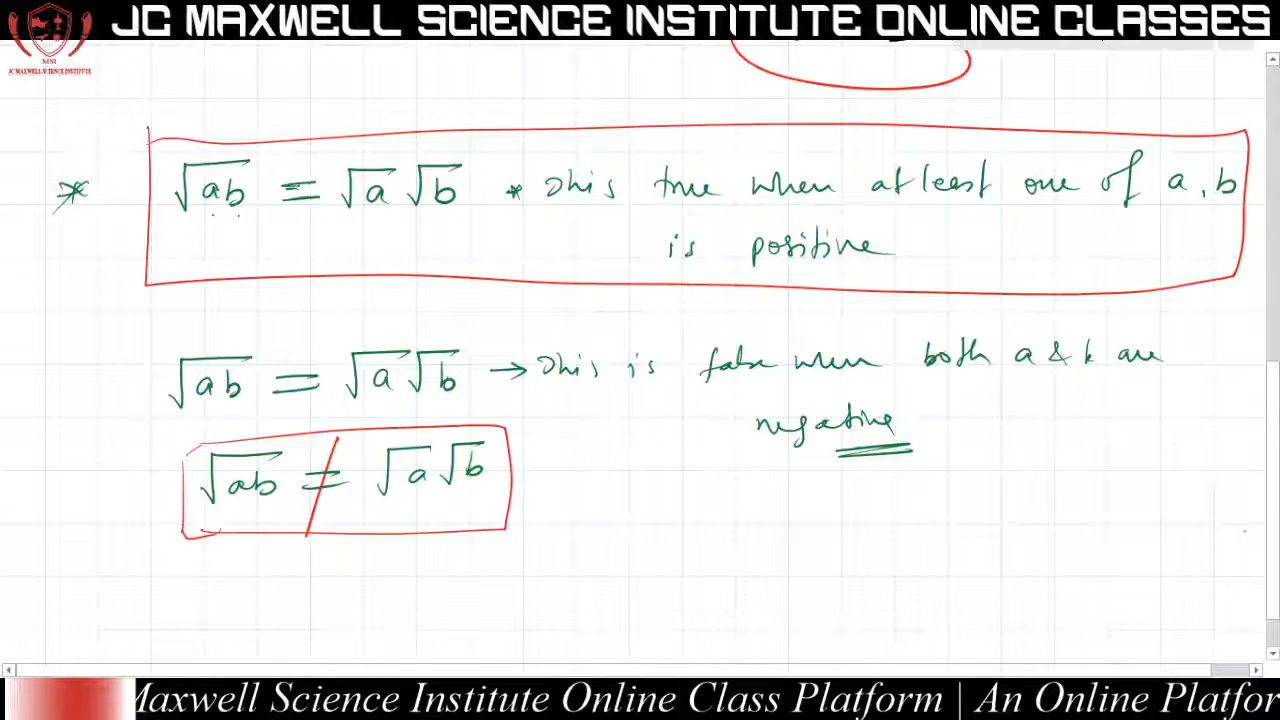 JC MAXWELL SCIENCE INSTITUTE ONLINE CLASSES
MSI
JC MAXWELL SCIENCE INSTITUTE
* √ab = √a √b * This true when at least one of a, b
is positive
√ab = √a √b → This is false when both a & b are
negative
√ab ≠ √a √b
Maxwell Science Institute Online Class Platform | An Online Platfor